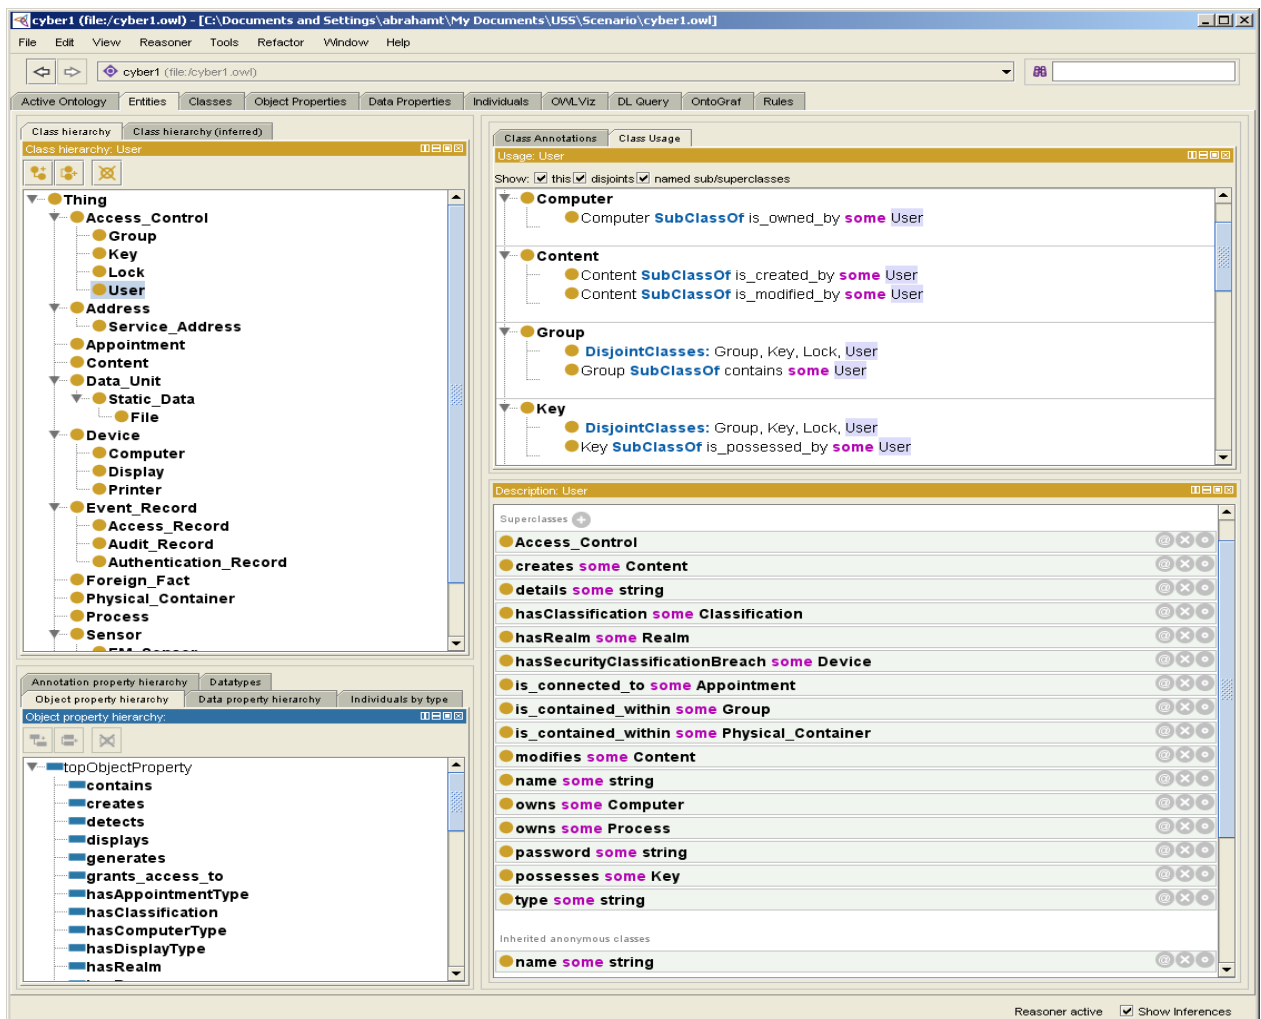 cyber1 (file:/cyber1.owl) - [C:\Documents and Settings\abrahamt\My Documents\USS\Scenario\cyber1.owl]
File Edit View Reasoner Tools Refactor Window Help
cyber1 (file:/cyber1.owl)
Active Ontology Entities Classes Object Properties Data Properties Individuals OWLViz DL Query OntoGraf Rules
Class hierarchy Class hierarchy (inferred)
Class hierarchy: User
Thing
Access_Control
Group
Key
Lock
User
Address
Service_Address
Appointment
Content
Data_Unit
Static_Data
File
Device
Computer
Display
Printer
Event_Record
Access_Record
Audit_Record
Authentication_Record
Foreign_Fact
Physical_Container
Process
Sensor
Annotation property hierarchy Datatypes
Object property hierarchy Data property hierarchy Individuals by type
Object property hierarchy:
topObjectProperty
contains
creates
detects
displays
generates
grants_access_to
hasAppointmentType
hasClassification
hasComputerType
hasDisplayType
hasRealm
Class Annotations Class Usage
Usage: User
Show: this disjoints named sub/superclasses
Computer
Computer SubClassOf is_owned_by some User
Content
Content SubClassOf is_created_by some User
Content SubClassOf is_modified_by some User
Group
DisjointClasses: Group, Key, Lock, User
Group SubClassOf contains some User
Key
DisjointClasses: Group, Key, Lock, User
Key SubClassOf is_possessed_by some User
Description: User
Superclasses
Access_Control
creates some Content
details some string
hasClassification some Classification
hasRealm some Realm
hasSecurityClassificationBreach some Device
is_connected_to some Appointment
is_contained_within some Group
is_contained_within some Physical_Container
modifies some Content
name some string
owns some Computer
owns some Process
password some string
possesses some Key
type some string
Inherited anonymous classes
name some string
Reasoner active Show Inferences